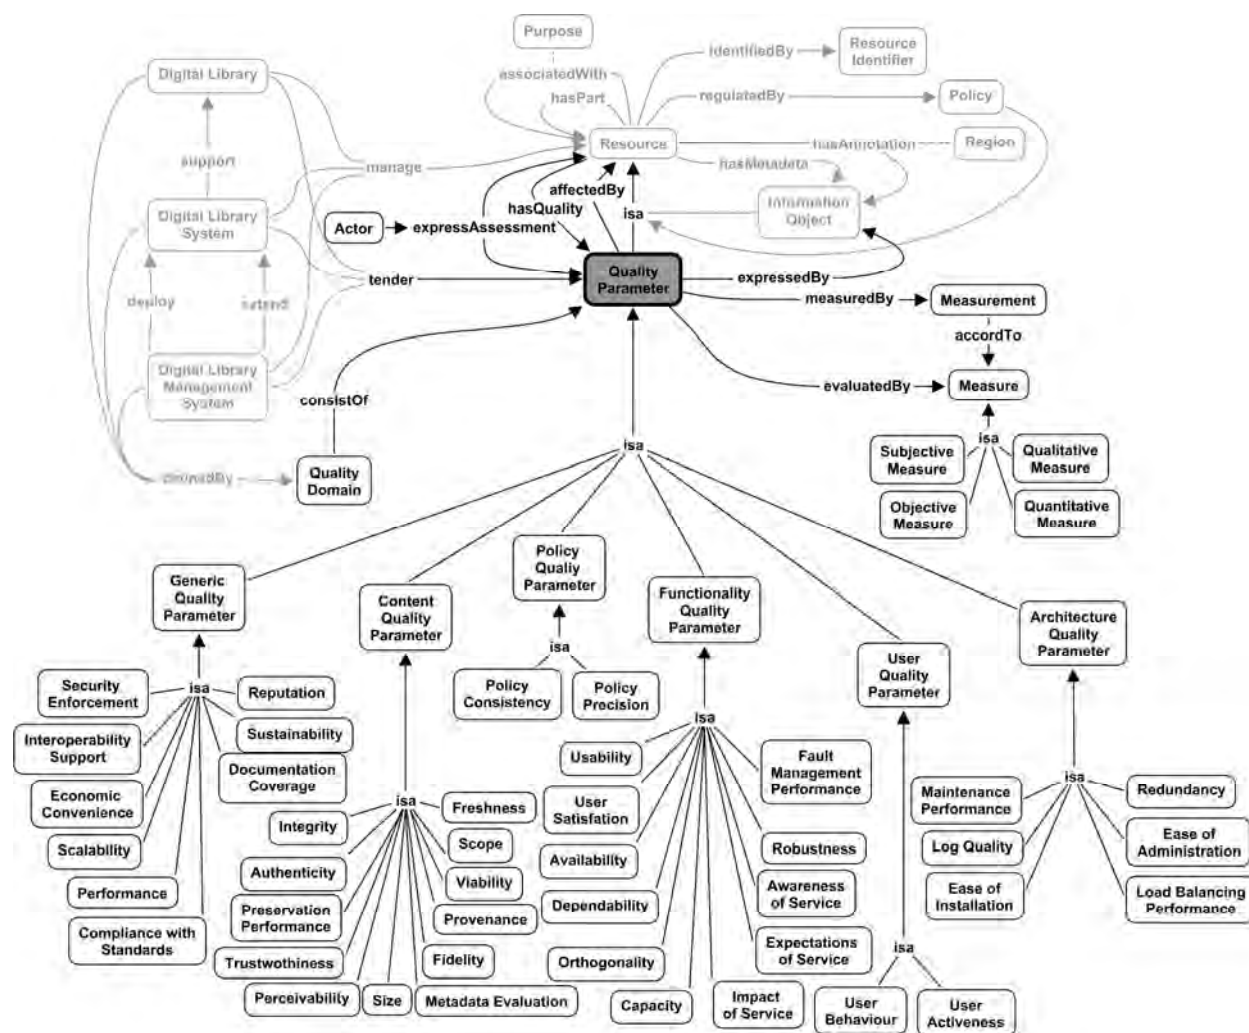 Purpose
identifiedBy
Resource
Identifier
Digital Library
associatedWith
hasPart
regulatedBy
Policy
Resource
hasAnnotation
Region
support
manage
hasMetadata
affectedBy
Digital Library
System
hasQuality
isa
Information
Object
Actor
expressAssessment
deploy
extend
tender
Quality
Parameter
expressedBy
measuredBy
Measurement
accordTo
Digital Library
Management
System
consistOf
evaluatedBy
Measure
isa
isa
Subjective
Measure
Qualitative
Measure
Quality
Domain
Objective
Measure
Quantitative
Measure
Generic
Quality
Parameter
Content
Quality
Parameter
Policy
Qualiy
Parameter
Functionality
Quality
Parameter
User
Quality
Parameter
Architecture
Quality
Parameter
isa
Security
Enforcement
isa
Reputation
Policy
Consistency
Policy
Precision
Interoperability
Support
Sustainability
isa
Usability
Fault
Management
Performance
Documentation
Coverage
isa
Economic
Convenience
isa
Freshness
User
Satisfation
Maintenance
Performance
Redundancy
Integrity
Scope
Scalability
Availability
Robustness
Log Quality
Ease of
Administration
Authenticity
Viability
Performance
Preservation
Performance
Provenance
Dependability
Awareness
of Service
Ease of
Installation
Load Balancing
Performance
Compliance with
Standards
Trustwothiness
Fidelity
Orthogonality
Expectations
of Service
isa
Perceivability
Size
Metadata Evaluation
Capacity
Impact
of Service
User
Behaviour
User
Activeness